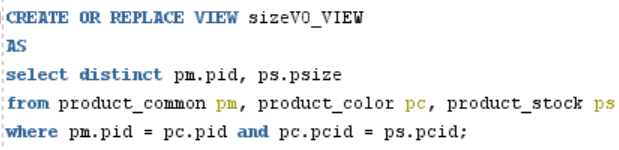 CREATE OR REPLACE VIEW sizeVO_VIEW
AS
select distinct pm.pid, ps.psize
from product_common pm, product_color pc, product_stock ps
where pm.pid = pc.pid and pc.pcid = ps.pcid;